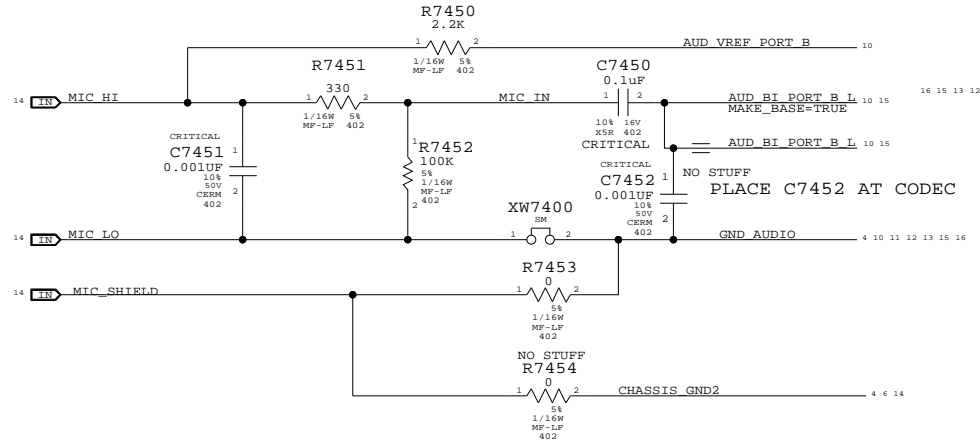 R7450
2.2K
1 2 AUD_VREF_PORT_B 10
1/16W 5%
MF-LF 402
R7451
330
C7450
0.1uF
14 IN MIC_HI 1 2 MIC_IN 1 2 AUD_BI_PORT_B_L 10 15
MAKE_BASE=TRUE
16 15 13 12
1/16W 5%
MF-LF 402
10% 16V
X5R 402
CRITICAL
CRITICAL
C7451
0.001UF
10%
50V
CERM
402
1
2
1
R7452
100K
5%
1/16W
MF-LF
402
2
AUD_BI_PORT_B_L 10 15
NO STUFF
CRITICAL
C7452
0.001UF
10%
50V
CERM
402
1
2
PLACE C7452 AT CODEC
XW7400
SM
14 IN MIC_LO 1 2 GND_AUDIO 4 10 11 12 13 15 16
R7453
0
14 IN MIC_SHIELD 1 2
5%
1/16W
MF-LF
402
NO STUFF
R7454
0
1 2 CHASSIS_GND2 4 6 14
5%
1/16W
MF-LF
402